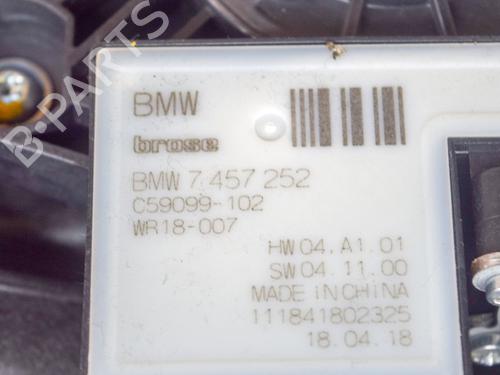 BMW
brose
BMW 7 457 252
C59099-102
WR18-007
HW04.A1.01
SW04.11.00
MADE IN CHINA
111841802325
18.04.18
B-PARTS